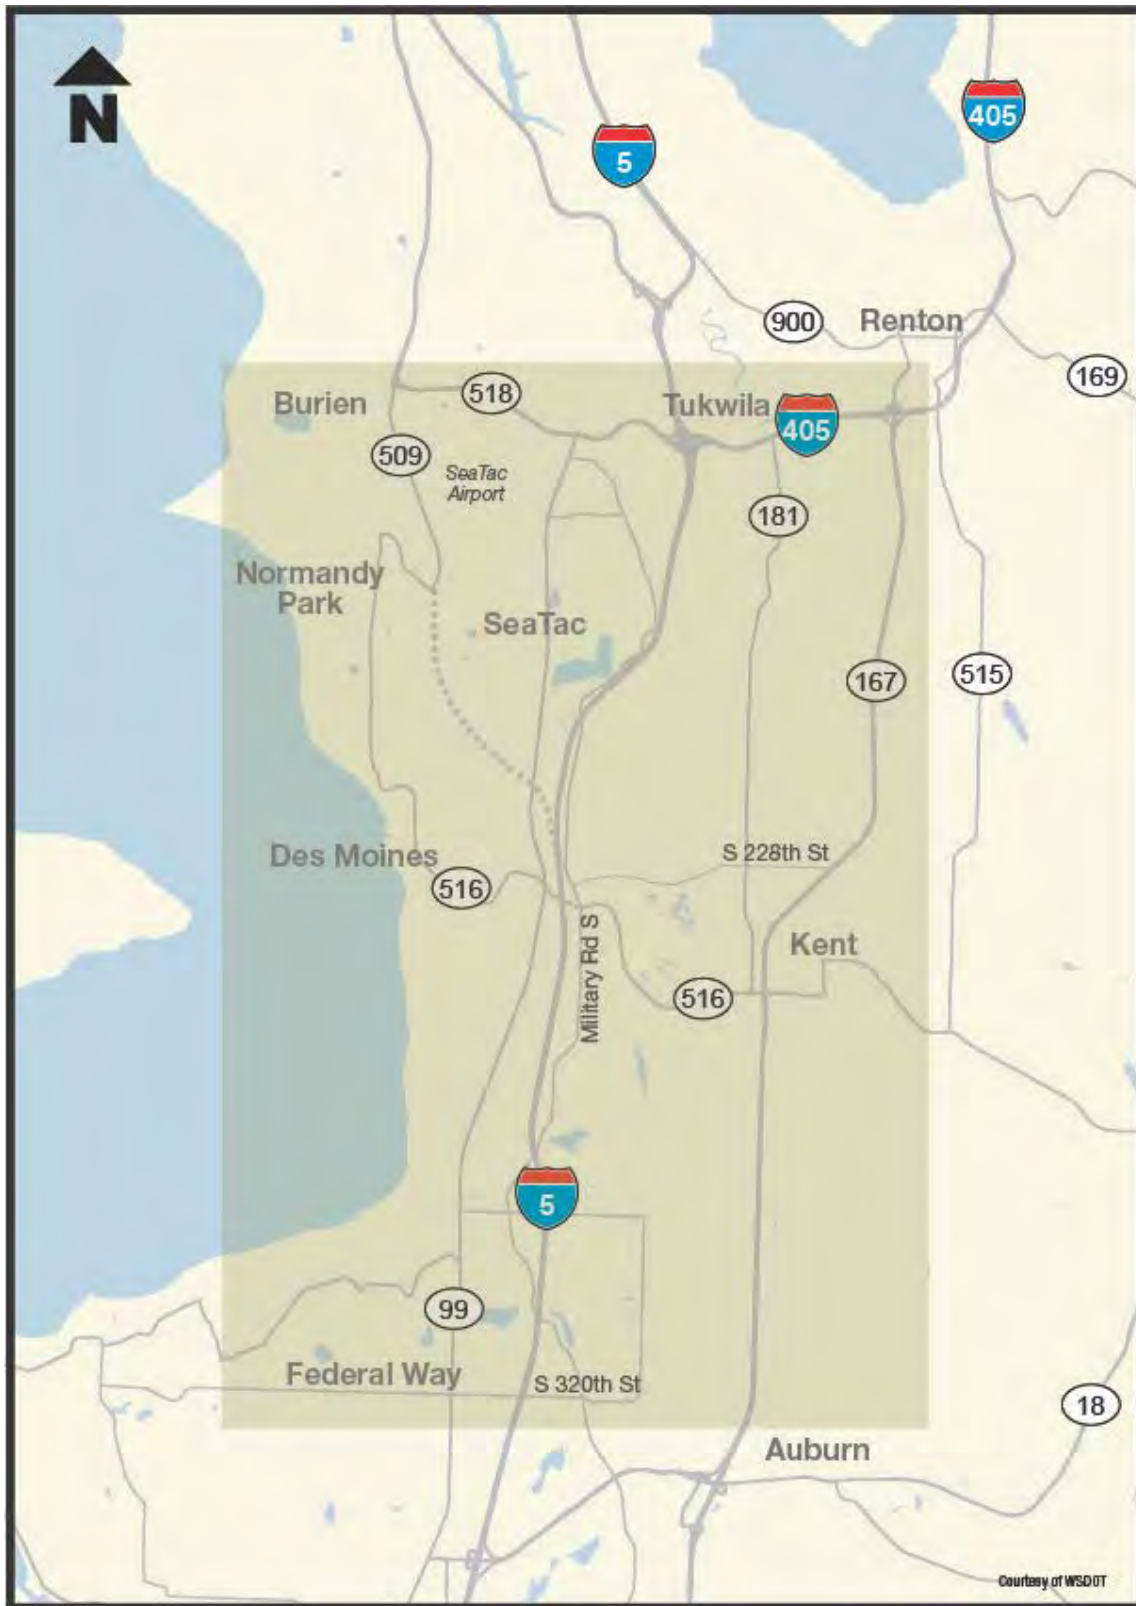 N
405
5
900
Renton
169
518
Burien
Tukwila
405
509
SeaTac
Airport
181
Normandy
Park
SeaTac
167
515
S 228th St
Des Moines
516
Kent
Military Rd S
516
5
99
Federal Way
S 320th St
18
Auburn
Courtesy of WSDOT